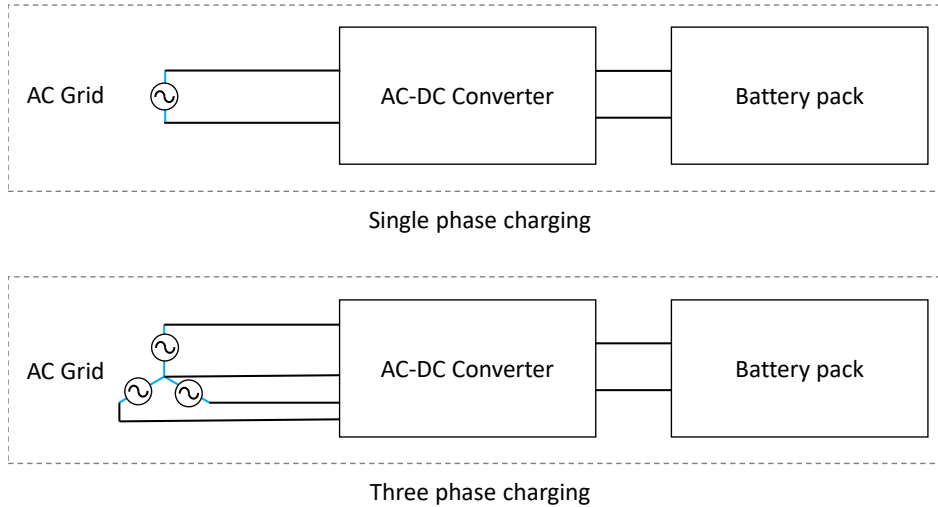 AC Grid
AC-DC Converter
Battery pack
Single phase charging
AC Grid
AC-DC Converter
Battery pack
Three phase charging